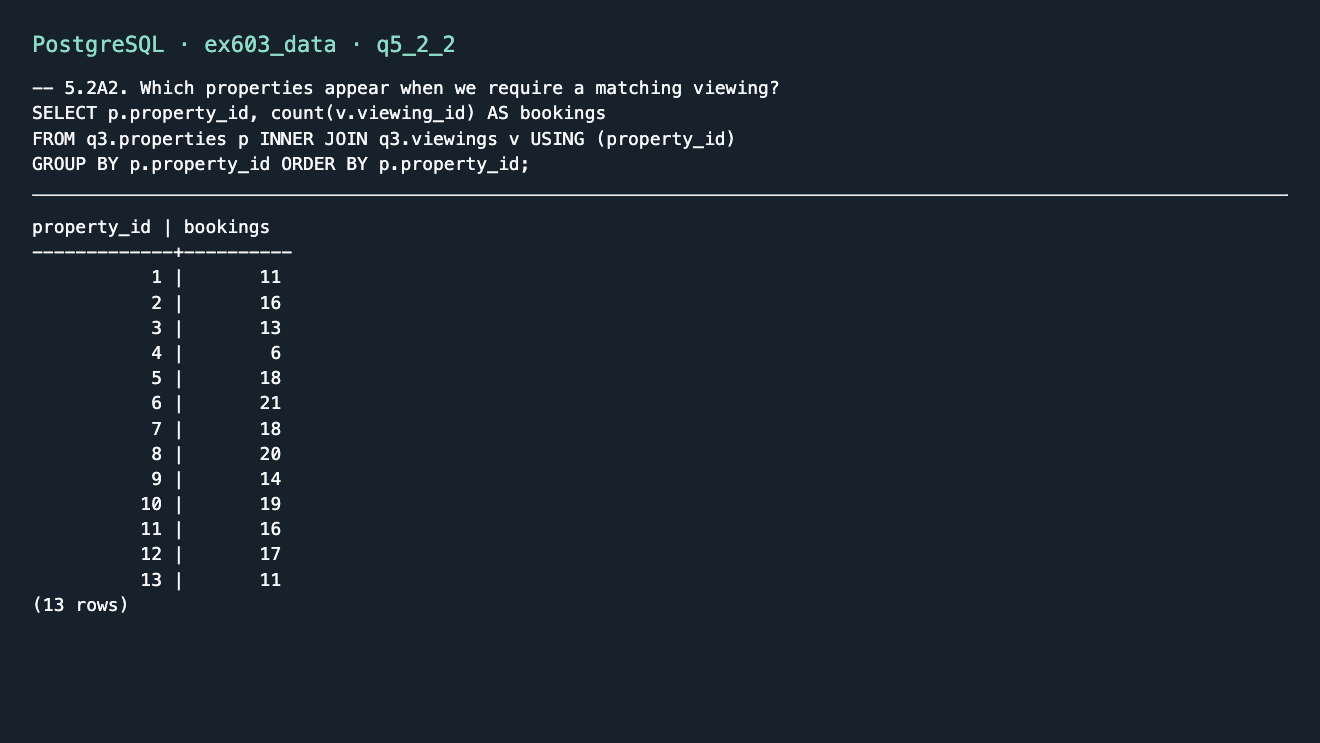 PostgreSQL · ex603_data · q5_2_2
-- 5.2A2. Which properties appear when we require a matching viewing?
SELECT p.property_id, count(v.viewing_id) AS bookings
FROM q3.properties p INNER JOIN q3.viewings v USING (property_id)
GROUP BY p.property_id ORDER BY p.property_id;
property_id | bookings
-------------+----------
           1 |       11
           2 |       16
           3 |       13
           4 |        6
           5 |       18
           6 |       21
           7 |       18
           8 |       20
           9 |       14
          10 |       19
          11 |       16
          12 |       17
          13 |       11
(13 rows)